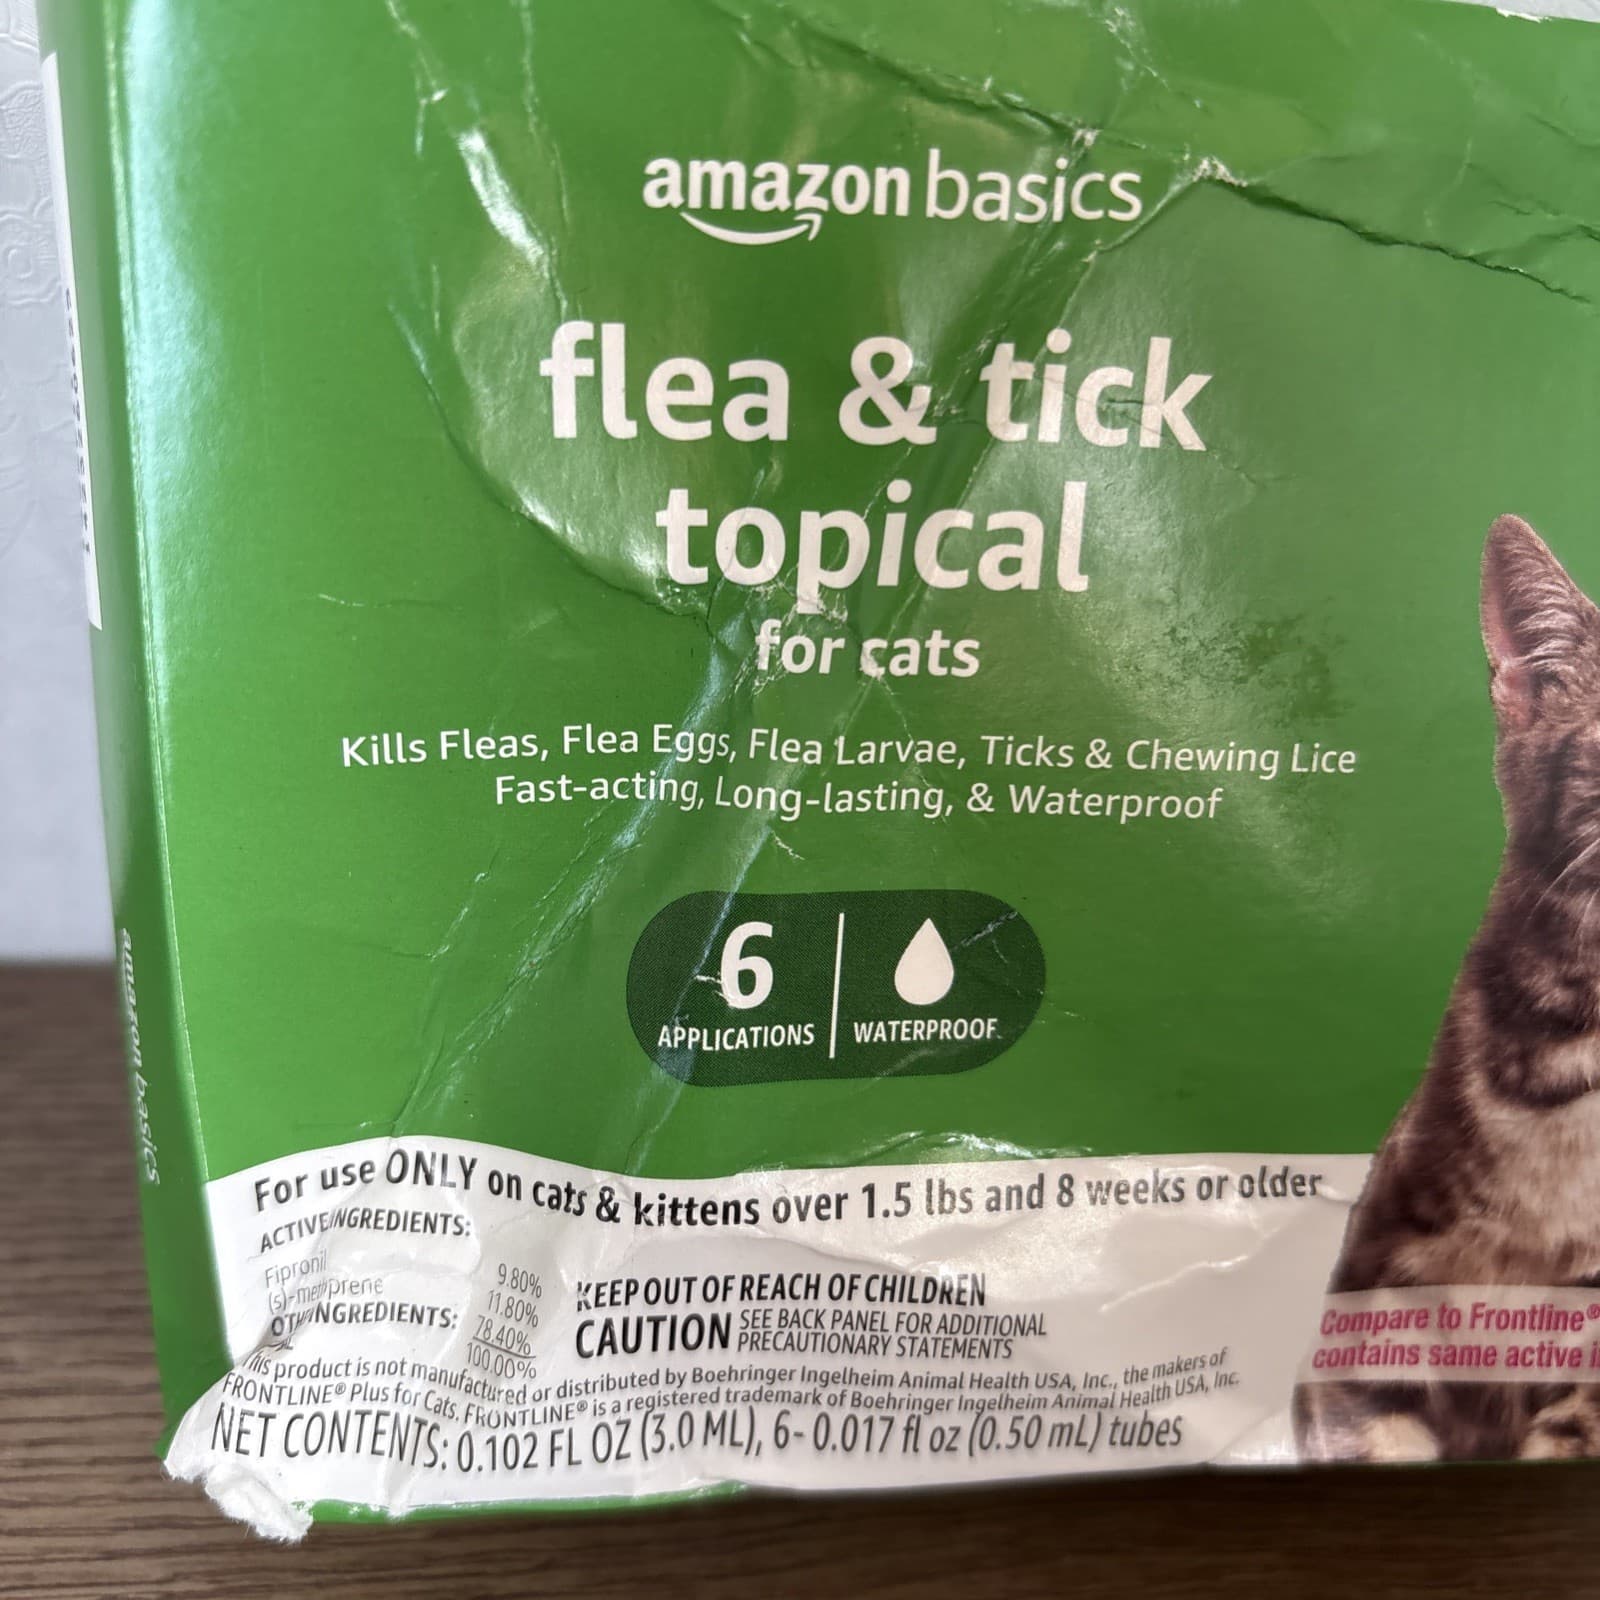 amazon basics
flea & tick
topical
for cats
Kills Fleas, Flea Eggs, Flea Larvae, Ticks & Chewing Lice
Fast-acting, Long-lasting, & Waterproof
6
APPLICATIONS
WATERPROOF
For use ONLY on cats & kittens over 1.5 lbs and 8 weeks or older
ACTIVE INGREDIENTS:
Fipronil 9.80%
(s)-methprene 11.80%
INGREDIENTS: 78.40%
100.00%
KEEP OUT OF REACH OF CHILDREN
CAUTION SEE BACK PANEL FOR ADDITIONAL
PRECAUTIONARY STATEMENTS
This product is not manufactured or distributed by Boehringer Ingelheim Animal Health USA, Inc., the makers of
FRONTLINE® Plus for Cats. FRONTLINE® is a registered trademark of Boehringer Ingelheim Animal Health USA, Inc.
NET CONTENTS: 0.102 FL OZ (3.0 ML), 6- 0.017 fl oz (0.50 mL) tubes
Compare to Frontline®
contains same active
amazon basics